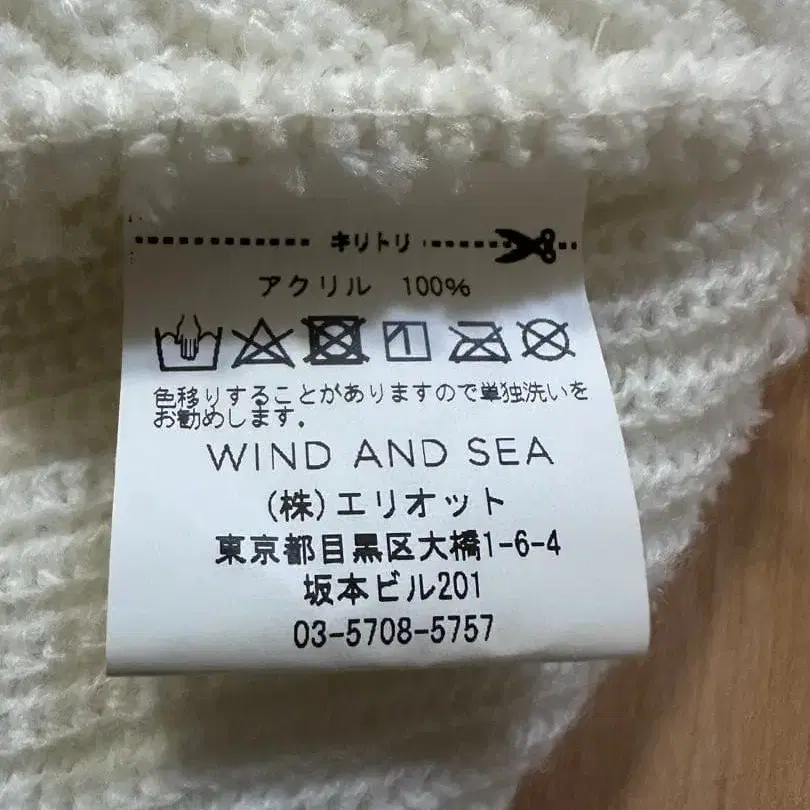 キリトリ
アクリル 100%
色移りすることがありますので単独洗いを
お勧めします.
WIND AND SEA
(株)エリオット
東京都目黒区大橋1-6-4
坂本ビル201
03-5708-5757